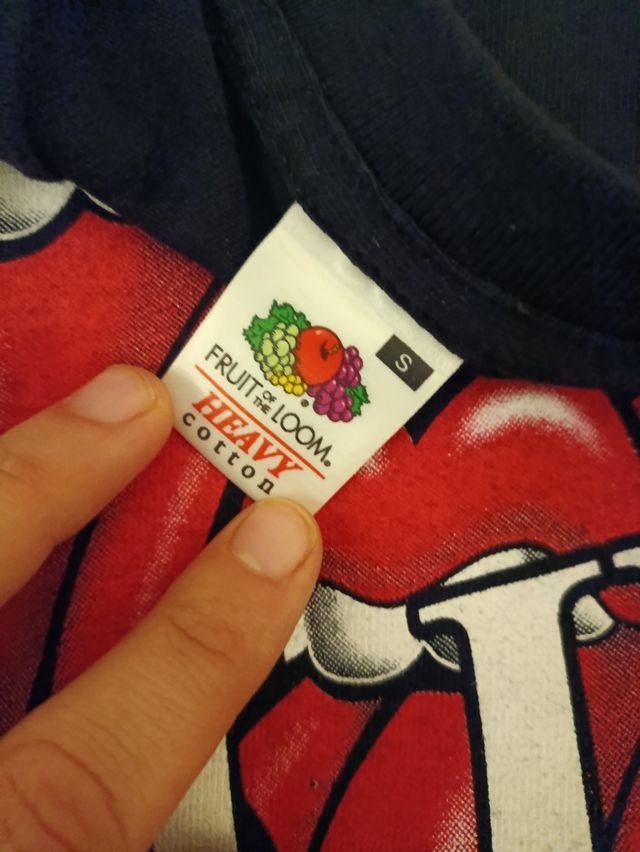 S
FRUIT OF THE LOOM®
HEAVY
cotton